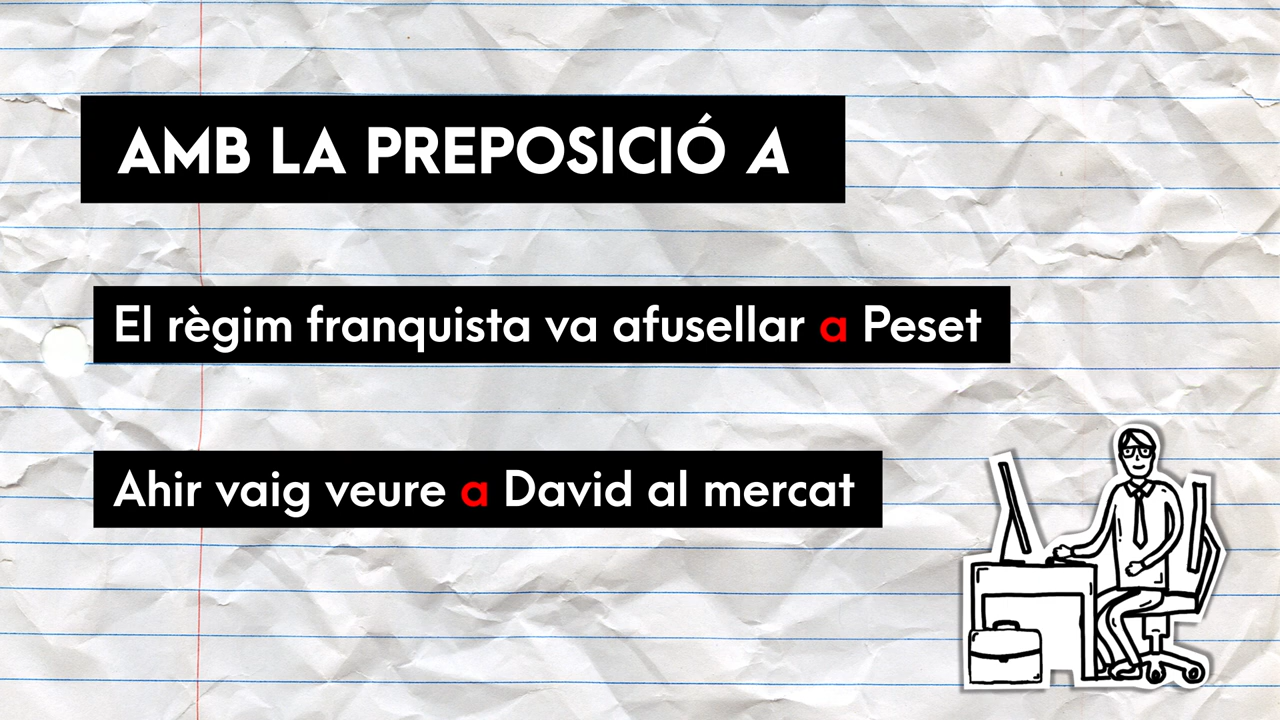 AMB LA PREPOSICIÓ A
El règim franquista va afusellar a Peset
Ahir vaig veure a David al mercat